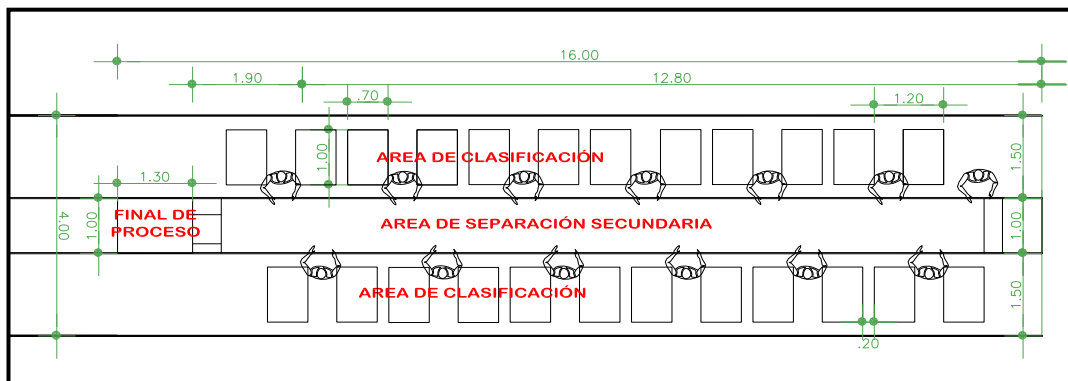 16.00
1.90
12.80
.70
1.20
1.00
AREA DE CLASIFICACIÓN
1.50
1.30
4.00
1.00
FINAL DE
PROCESO
AREA DE SEPARACIÓN SECUNDARIA
1.00
AREA DE CLASIFICACIÓN
1.50
.20